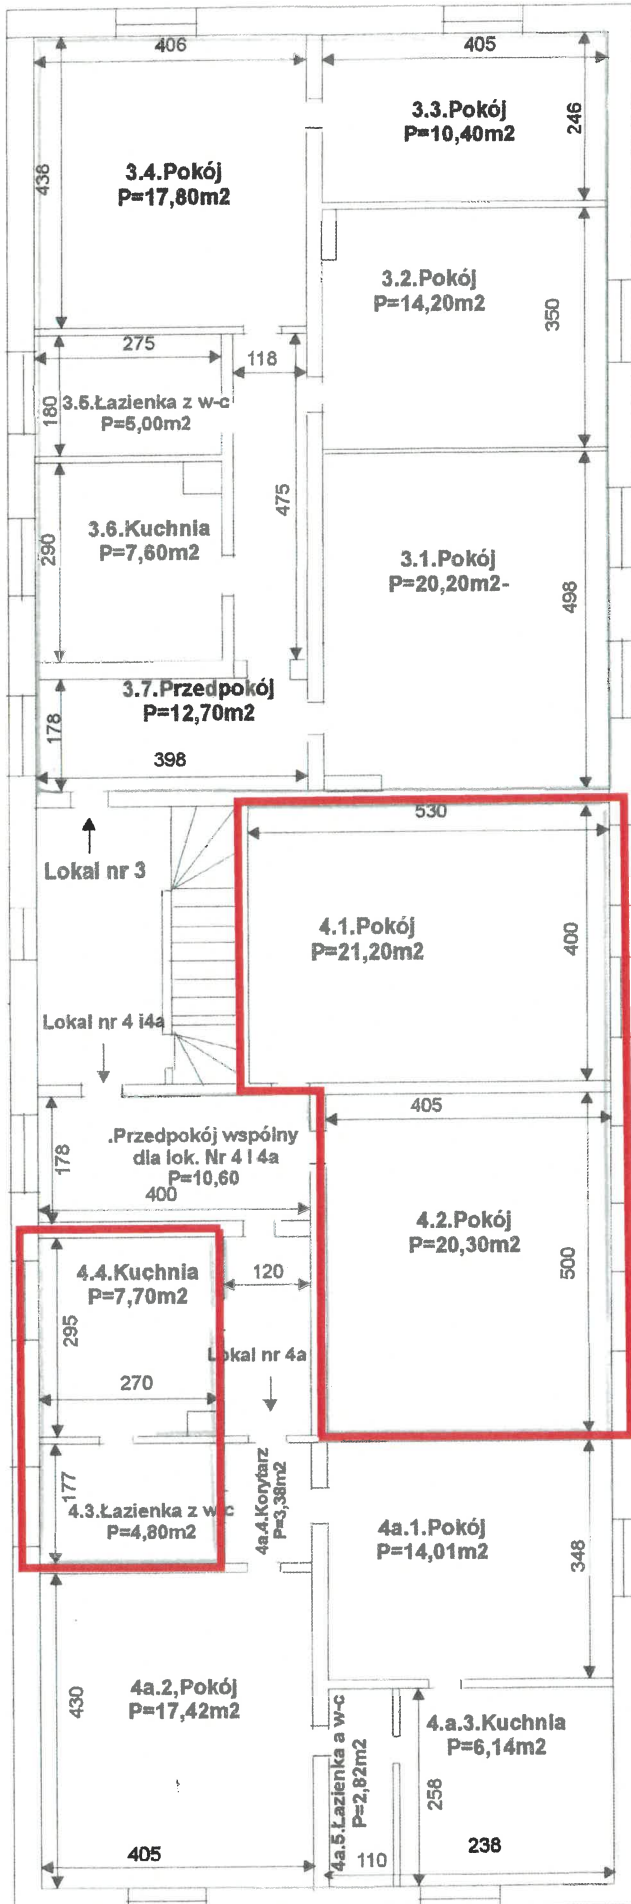 406
405
3.3.Pokój
P=10,40m2
246
438
3.4.Pokój
P=17,80m2
3.2.Pokój
P=14,20m2
350
275
118
180
3.5.Łazienka z w-c
P=5,00m2
475
290
3.6.Kuchnia
P=7,60m2
3.1.Pokój
P=20,20m2-
498
3.7.Przedpokój
P=12,70m2
178
398
530
Lokal nr 3
4.1.Pokój
P=21,20m2
400
Lokal nr 4 i4a
405
178
.Przedpokój wspólny
dla lok. Nr 4 i 4a
P=10,60
400
4.2.Pokój
P=20,30m2
500
4.4.Kuchnia
P=7,70m2
120
295
Lokal nr 4a
270
177
4.3.Łazienka z w-c
P=4,80m2
4a.4.Korytarz
P=3,38m2
4a.1.Pokój
P=14,01m2
348
430
4a.2,Pokój
P=17,42m2
4a.5.Łazienka a w-c
P=2,82m2
4.a.3.Kuchnia
P=6,14m2
258
405
110
238